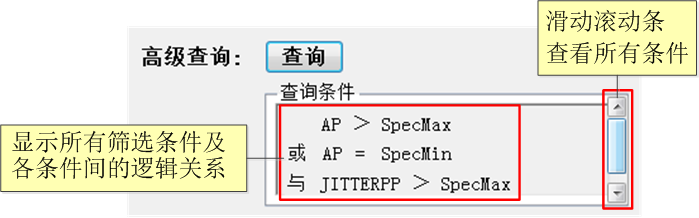 滑动滚动条
查看所有条件
高级查询：
查询
查询条件
AP > SpecMax
或 AP = SpecMin
与 JITTERPP > SpecMax
显示所有筛选条件及
各条件间的逻辑关系